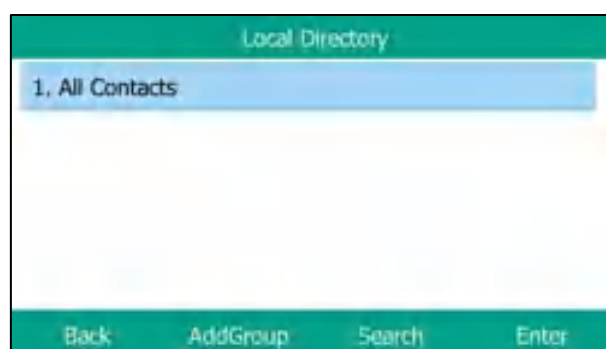 Local Directory
1. All Contacts
Back AddGroup Search Enter